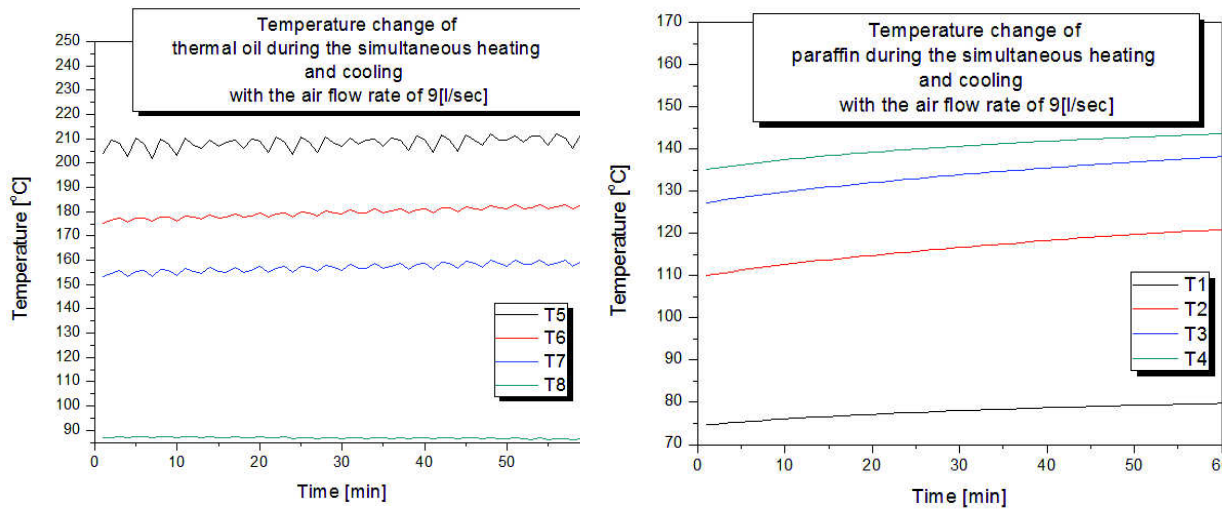 Temperature change of
thermal oil during the simultaneous heating
and cooling
with the air flow rate of 9[l/sec]
250
240
230
220
210
200
190
180
170
160
150
140
130
120
110
100
90
Temperature [°C]
T5
T6
T7
T8
0
10
20
30
40
50
Time [min]
Temperature change of
paraffin during the simultaneous heating
and cooling
with the air flow rate of 9[l/sec]
170
160
150
140
130
120
110
100
90
80
70
Temperature [°C]
T1
T2
T3
T4
0
10
20
30
40
50
Time [min]